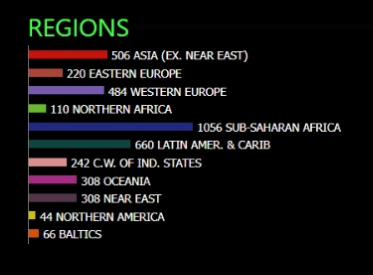 REGIONS
506 ASIA (EX. NEAR EAST)
220 EASTERN EUROPE
484 WESTERN EUROPE
110 NORTHERN AFRICA
1056 SUB-SAHARAN AFRICA
660 LATIN AMER. & CARIB
242 C.W. OF IND. STATES
308 OCEANIA
308 NEAR EAST
44 NORTHERN AMERICA
66 BALTICS